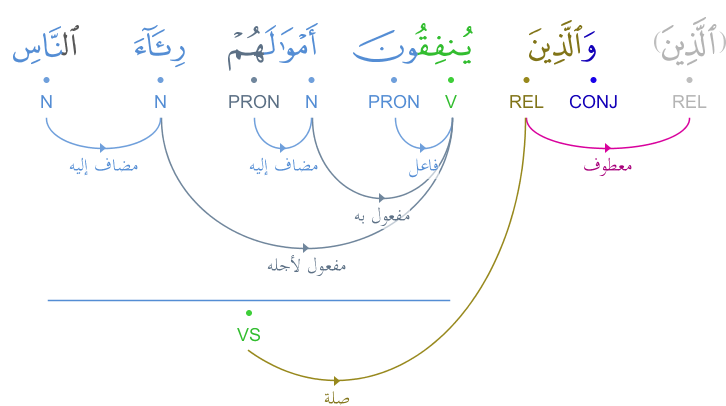 (ٱلَّذِينَ) وَٱلَّذِينَ يُنفِقُونَ أَمْوَٰلَهُمْ رِئَآءَ ٱلنَّاسِ
REL CONJ REL V PRON N PRON N N
معطوف فاعل مضاف إليه مضاف إليه
مفعول به
مفعول لأجله
VS
صلة